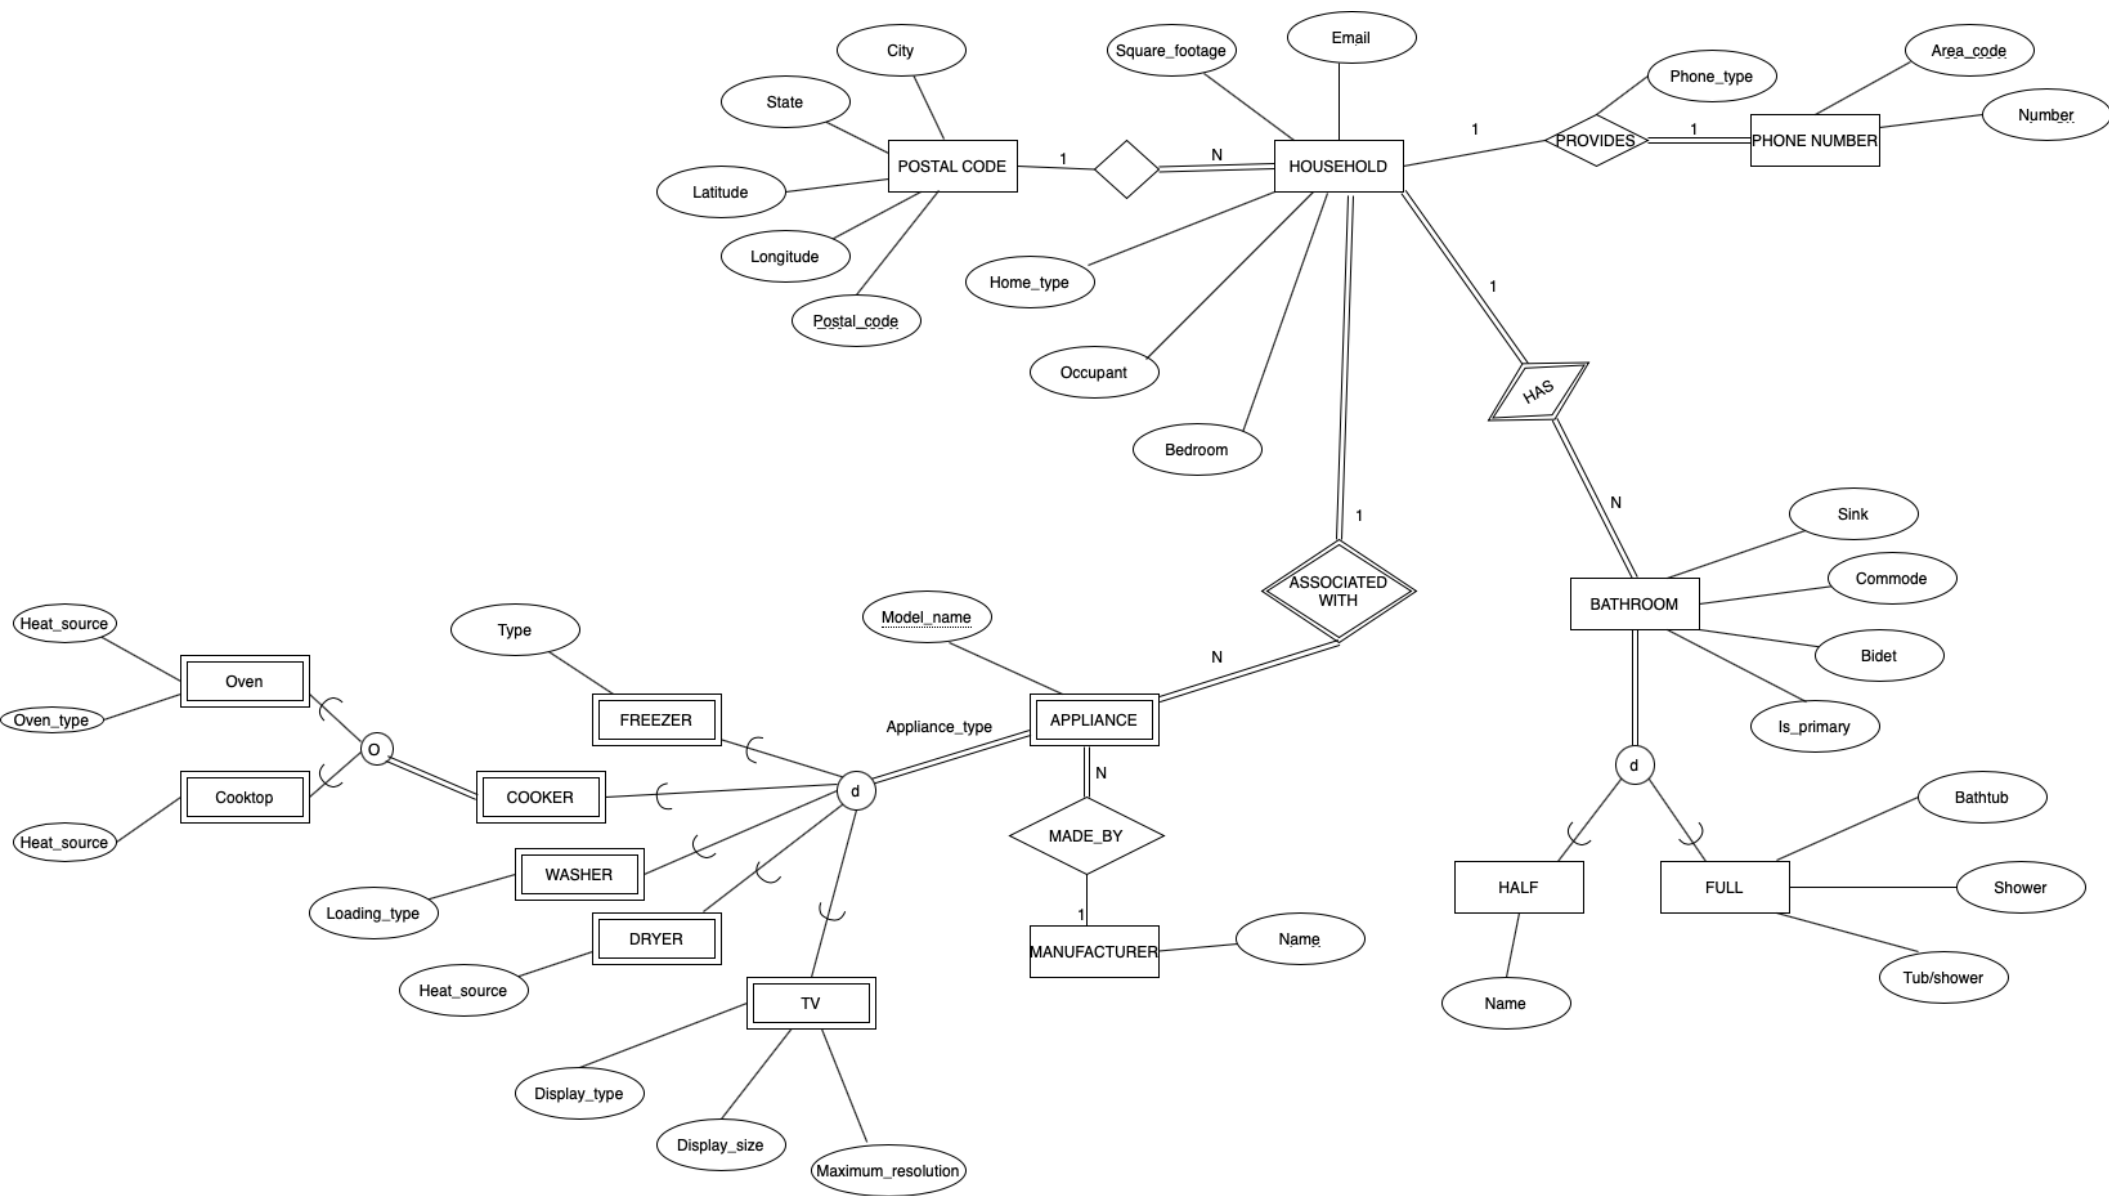 City
Square_footage
Email
Area_code
Phone_type
State
Number
1
1
PROVIDES
PHONE NUMBER
1
N
POSTAL CODE
HOUSEHOLD
Latitude
Longitude
Home_type
1
Postal_code
Occupant
HAS
Bedroom
N
Sink
1
ASSOCIATED
WITH
Commode
BATHROOM
Model_name
Heat_source
Type
N
Bidet
Oven
Oven_type
FREEZER
Appliance_type
APPLIANCE
Is_primary
O
d
N
d
Cooktop
COOKER
Bathtub
MADE_BY
Heat_source
WASHER
HALF
FULL
Shower
Loading_type
1
DRYER
MANUFACTURER
Name
Tub/shower
Heat_source
TV
Name
Display_type
Display_size
Maximum_resolution